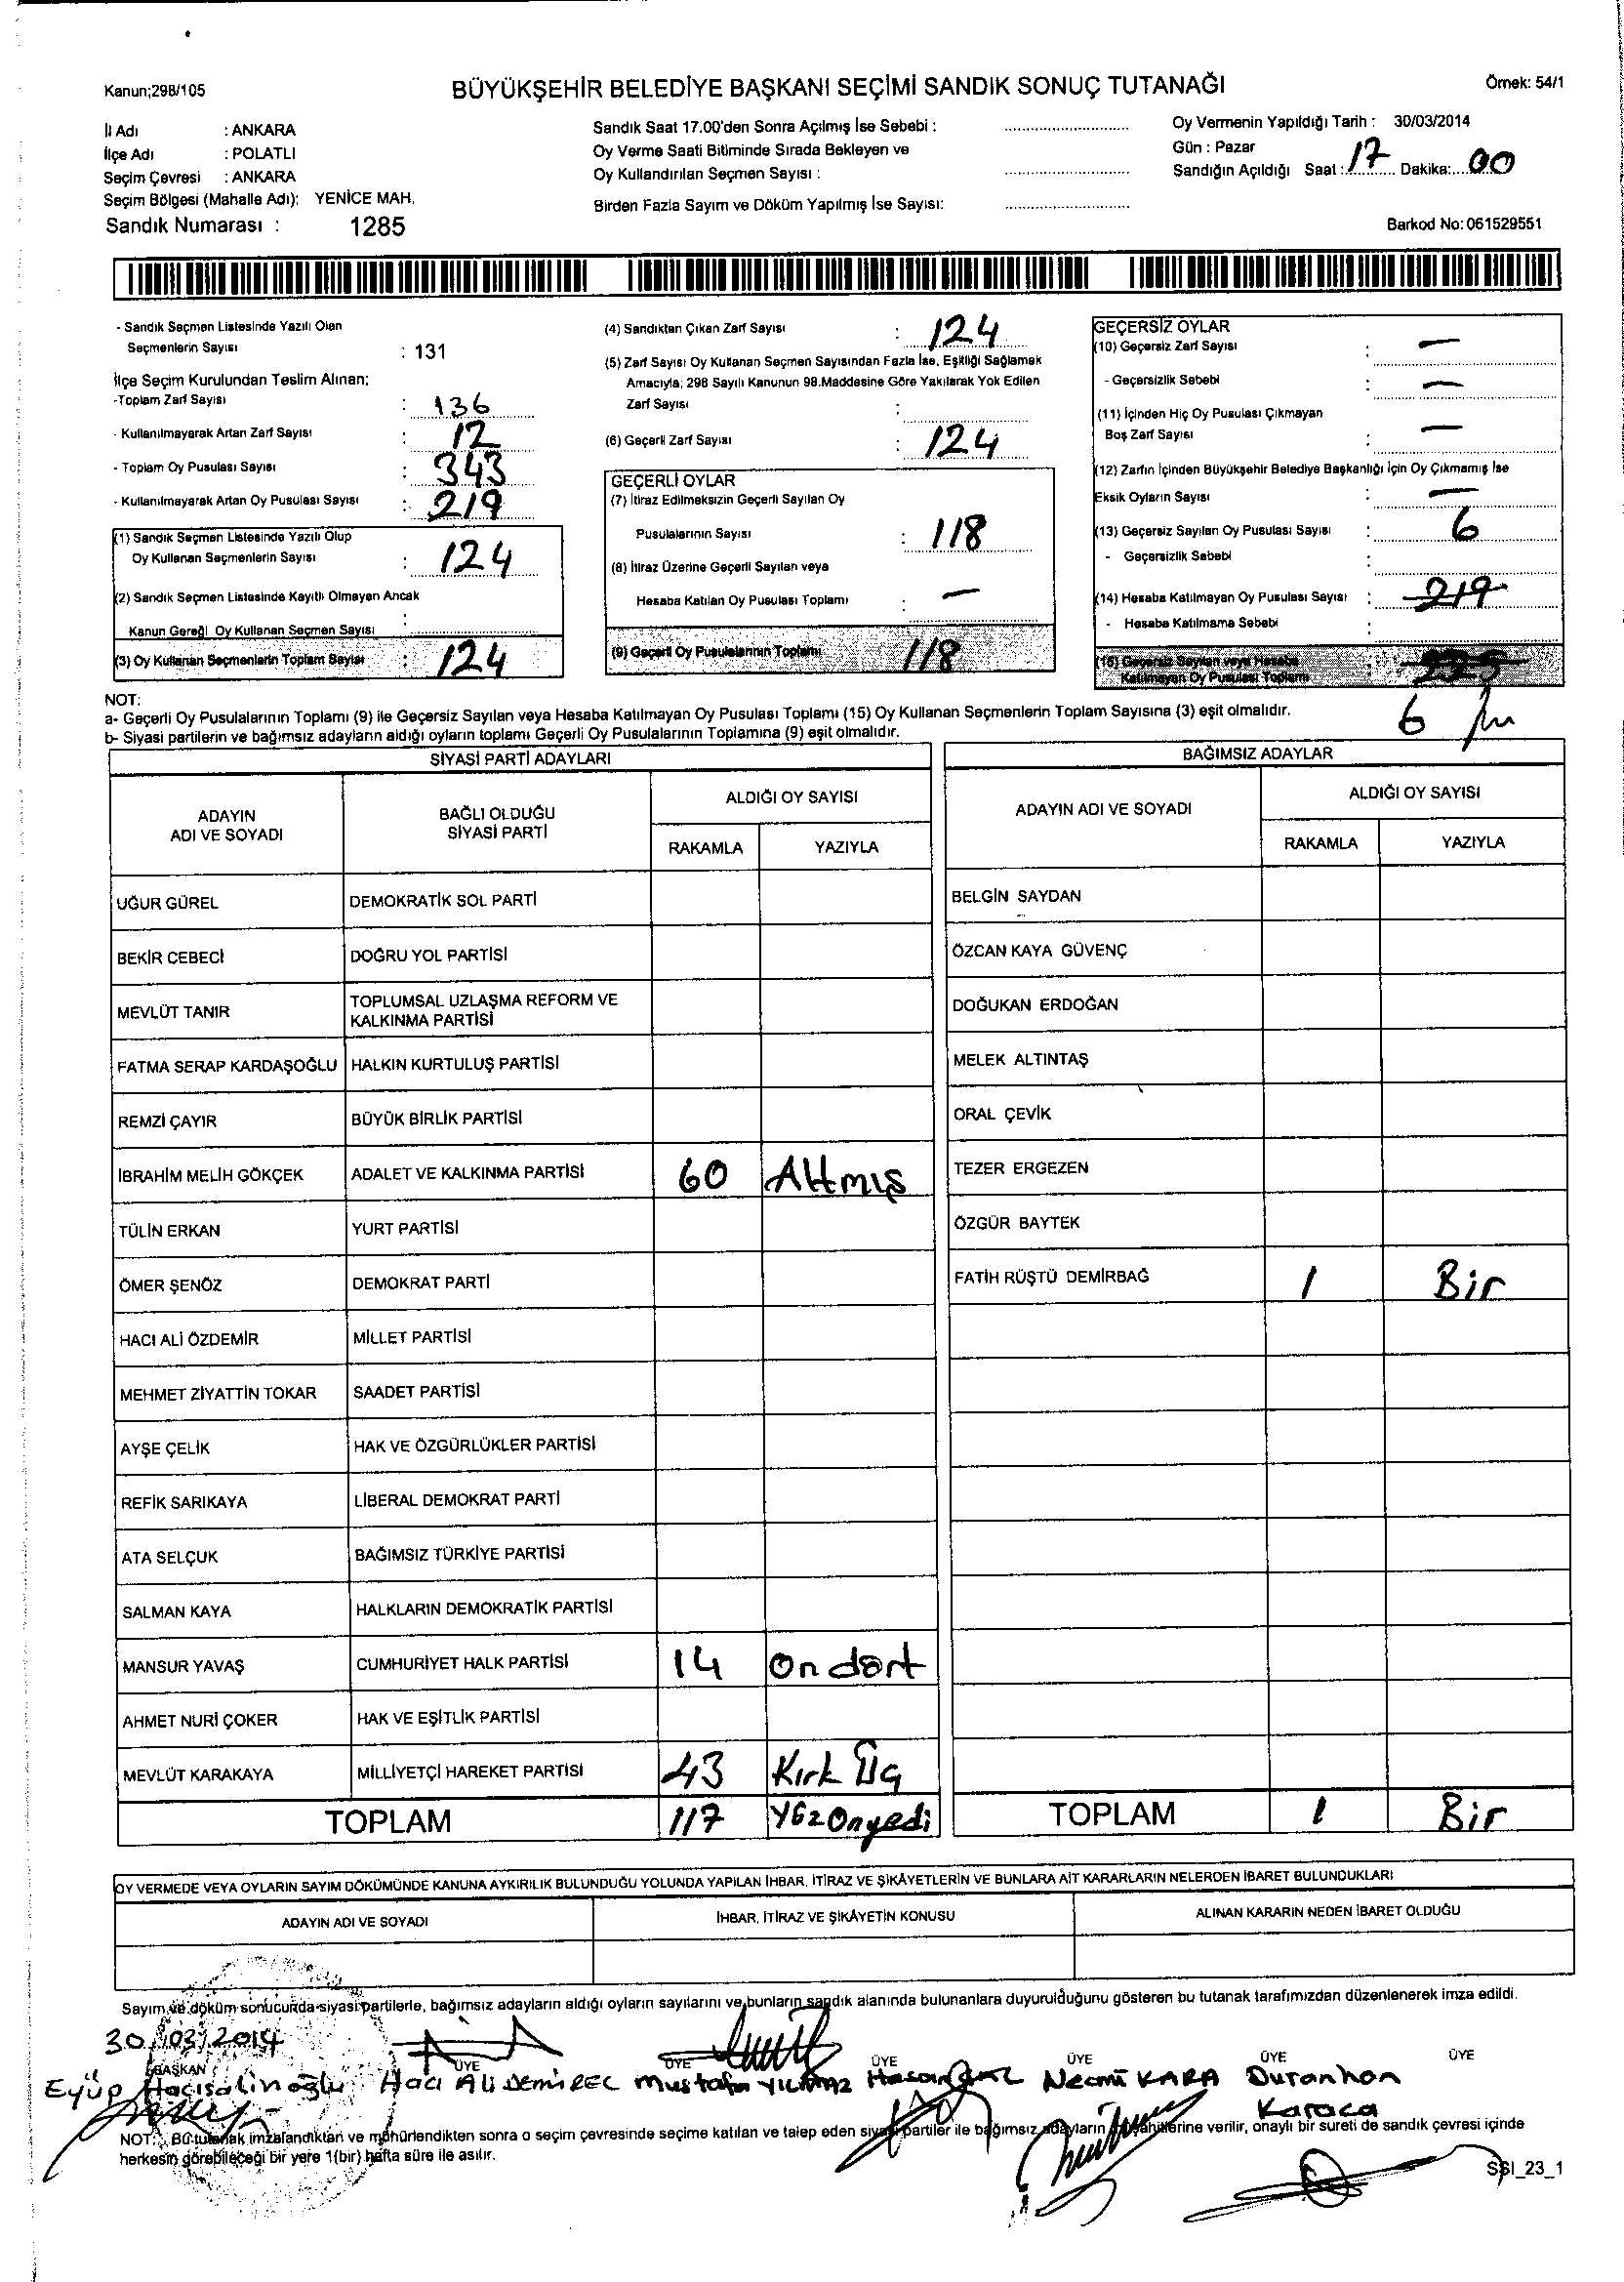 Kanun;298/105
BÜYÜKŞEHİR BELEDİYE BAŞKANI SEÇİMİ SANDIK SONUÇ TUTANAĞI
Örnek: 54/1
İl Adı : ANKARA
İlçe Adı : POLATLI
Seçim Çevresi : ANKARA
Seçim Bölgesi (Mahalle Adı): YENİCE MAH.
Sandık Numarası : 1285
Sandık Saat 17.00'den Sonra Açılmış İse Sebebi :
Oy Verme Saati Bitiminde Sırada Bekleyen ve
Oy Kullandırılan Seçmen Sayısı :
Birden Fazla Sayım ve Döküm Yapılmış İse Sayısı:
Oy Vermenin Yapıldığı Tarih : 30/03/2014
Gün : Pazar
Sandığın Açıldığı Saat : 17 Dakika: 00
Barkod No: 061529551
- Sandık Seçmen Listesinde Yazılı Olan
Seçmenlerin Sayısı : 131
İlçe Seçim Kurulundan Teslim Alınan;
-Toplam Zarf Sayısı : 136
- Kullanılmayarak Artan Zarf Sayısı : 12
- Toplam Oy Pusulası Sayısı : 343
- Kullanılmayarak Artan Oy Pusulası Sayısı : 219
(1) Sandık Seçmen Listesinde Yazılı Olup
Oy Kullanan Seçmenlerin Sayısı : 124
(2) Sandık Seçmen Listesinde Kayıtlı Olmayan Ancak
Kanun Gereği Oy Kullanan Seçmen Sayısı :
(3) Oy Kullanan Seçmenlerin Toplam Sayısı : 124
(4) Sandıktan Çıkan Zarf Sayısı : 124
(5) Zarf Sayısı Oy Kullanan Seçmen Sayısından Fazla İse, Eşitliği Sağlamak
Amacıyla; 298 Sayılı Kanunun 98.Maddesine Göre Yakılarak Yok Edilen
Zarf Sayısı :
(6) Geçerli Zarf Sayısı : 124
GEÇERLİ OYLAR
(7) İtiraz Edilmeksizin Geçerli Sayılan Oy
Pusulalarının Sayısı : 118
(8) İtiraz Üzerine Geçerli Sayılan veya
Hesaba Katılan Oy Pusulası Toplamı : —
(9) Geçerli Oy Pusulalarının Toplamı 118
GEÇERSİZ OYLAR
(10) Geçersiz Zarf Sayısı : —
- Geçersizlik Sebebi : —
(11) İçinden Hiç Oy Pusulası Çıkmayan
Boş Zarf Sayısı : —
(12) Zarfın İçinden Büyükşehir Belediye Başkanlığı İçin Oy Çıkmamış İse
Eksik Oyların Sayısı : —
(13) Geçersiz Sayılan Oy Pusulası Sayısı : 6
- Geçersizlik Sebebi :
(14) Hesaba Katılmayan Oy Pusulası Sayısı : 219
- Hesaba Katılmama Sebebi :
(15) Geçersiz Sayılan veya Hesaba
Katılmayan Oy Pusulası Toplamı : 225
6
NOT:
a- Geçerli Oy Pusulalarının Toplamı (9) ile Geçersiz Sayılan veya Hesaba Katılmayan Oy Pusulası Toplamı (15) Oy Kullanan Seçmenlerin Toplam Sayısına (3) eşit olmalıdır.
b- Siyasi partilerin ve bağımsız adayların aldığı oyların toplamı Geçerli Oy Pusulalarının Toplamına (9) eşit olmalıdır.
SİYASİ PARTİ ADAYLARI
ADAYIN ADI VE SOYADI
BAĞLI OLDUĞU SİYASİ PARTİ
ALDIĞI OY SAYISI
RAKAMLA YAZIYLA
UĞUR GÜREL DEMOKRATİK SOL PARTİ
BEKİR CEBECİ DOĞRU YOL PARTİSİ
MEVLÜT TANIR TOPLUMSAL UZLAŞMA REFORM VE KALKINMA PARTİSİ
FATMA SERAP KARDAŞOĞLU HALKIN KURTULUŞ PARTİSİ
REMZİ ÇAYIR BÜYÜK BİRLİK PARTİSİ
İBRAHİM MELİH GÖKÇEK ADALET VE KALKINMA PARTİSİ 60 Altmış
TÜLİN ERKAN YURT PARTİSİ
ÖMER ŞENÖZ DEMOKRAT PARTİ
HACI ALİ ÖZDEMİR MİLLET PARTİSİ
MEHMET ZİYATTİN TOKAR SAADET PARTİSİ
AYŞE ÇELİK HAK VE ÖZGÜRLÜKLER PARTİSİ
REFİK SARIKAYA LİBERAL DEMOKRAT PARTİ
ATA SELÇUK BAĞIMSIZ TÜRKİYE PARTİSİ
SALMAN KAYA HALKLARIN DEMOKRATİK PARTİSİ
MANSUR YAVAŞ CUMHURİYET HALK PARTİSİ 14 On dört
AHMET NURİ ÇOKER HAK VE EŞİTLİK PARTİSİ
MEVLÜT KARAKAYA MİLLİYETÇİ HAREKET PARTİSİ 43 Kırk Üç
TOPLAM 117 Yüz Onyedi
BAĞIMSIZ ADAYLAR
ADAYIN ADI VE SOYADI
ALDIĞI OY SAYISI
RAKAMLA YAZIYLA
BELGİN SAYDAN
ÖZCAN KAYA GÜVENÇ
DOĞUKAN ERDOĞAN
MELEK ALTINTAŞ
ORAL ÇEVİK
TEZER ERGEZEN
ÖZGÜR BAYTEK
FATİH RÜŞTÜ DEMİRBAĞ 1 Bir
TOPLAM 1 Bir
OY VERMEDE VEYA OYLARIN SAYIM DÖKÜMÜNDE KANUNA AYKIRILIK BULUNDUĞU YOLUNDA YAPILAN İHBAR, İTİRAZ VE ŞİKÂYETLERİN VE BUNLARA AİT KARARLARIN NELERDEN İBARET BULUNDUKLARI
ADAYIN ADI VE SOYADI İHBAR, İTİRAZ VE ŞİKÂYETİN KONUSU ALINAN KARARIN NEDEN İBARET OLDUĞU
Sayım ve döküm sonucunda siyasi partilerle, bağımsız adayların aldığı oyların sayılarını ve bunların sandık alanında bulunanlara duyurulduğunu gösteren bu tutanak tarafımızdan düzenlenerek imza edildi.
30/03/2014
BAŞKAN ÜYE ÜYE ÜYE ÜYE ÜYE ÜYE
Eyüp Hacısalihoğlu Hacı Ali DEMİREL Mustafa YILMAZ Hasan Necmi KARA Duranhan Karaca
NOT: Bu tutanak imzalandıktan ve mühürlendikten sonra o seçim çevresinde seçime katılan ve talep eden siyasi partiler ile bağımsız adayların müşahitlerine verilir, onaylı bir sureti de sandık çevresi içinde
herkesin görebileceği bir yere 1(bir) hafta süre ile asılır.
SSI_23_1